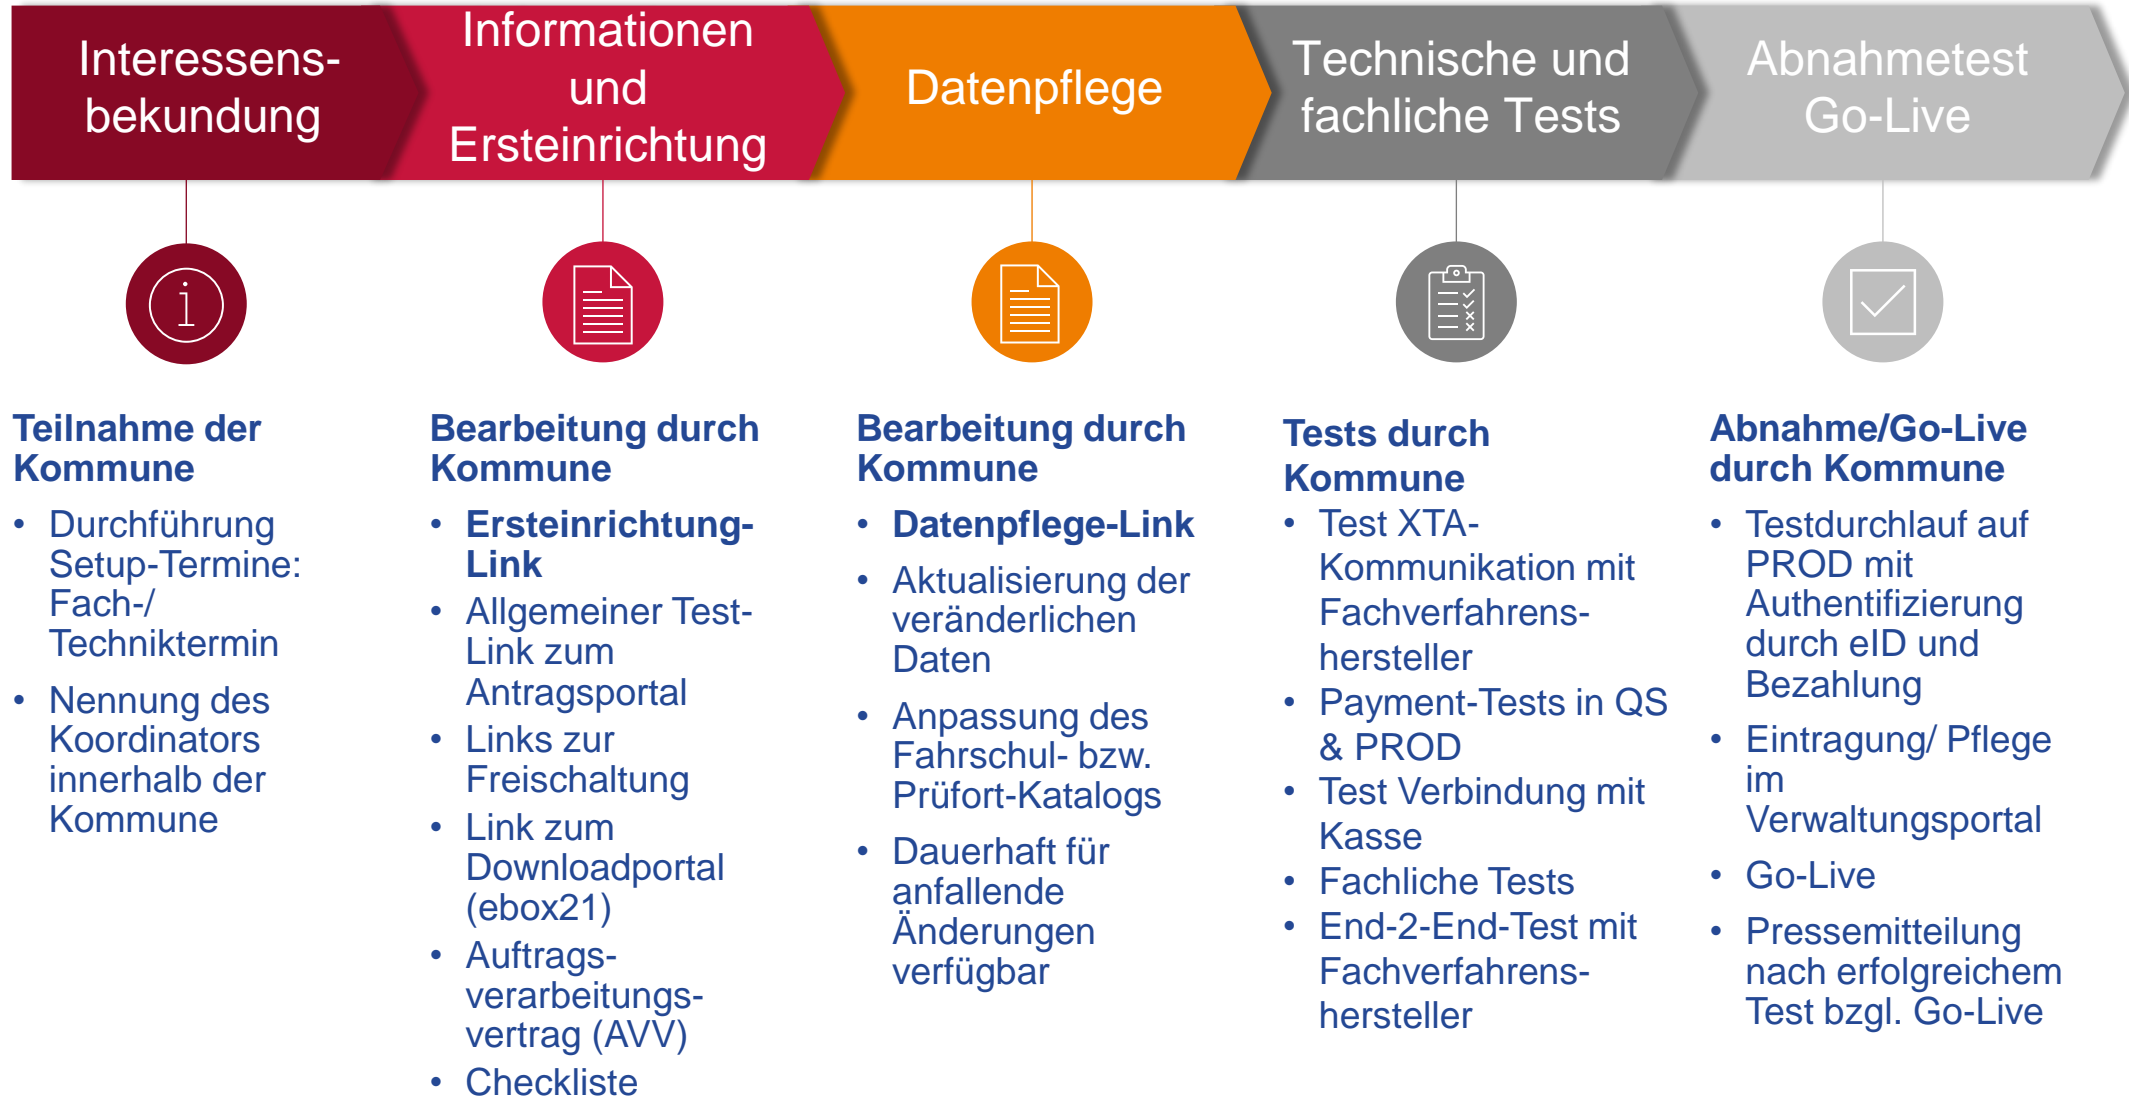 Interessens-
bekundung
Informationen
und
Ersteinrichtung
Datenpflege
Technische und
fachliche Tests
Abnahmetest
Go-Live
Teilnahme der
Kommune
• Durchführung
Setup-Termine:
Fach-/
Techniktermin
• Nennung des
Koordinators
innerhalb der
Kommune
Bearbeitung durch
Kommune
• Ersteinrichtung-
Link
• Allgemeiner Test-
Link zum
Antragsportal
• Links zur
Freischaltung
• Link zum
Downloadportal
(ebox21)
• Auftrags-
verarbeitungs-
vertrag (AVV)
• Checkliste
Bearbeitung durch
Kommune
• Datenpflege-Link
• Aktualisierung der
veränderlichen
Daten
• Anpassung des
Fahrschul- bzw.
Prüfort-Katalogs
• Dauerhaft für
anfallende
Änderungen
verfügbar
Tests durch
Kommune
• Test XTA-
Kommunikation mit
Fachverfahrens-
hersteller
• Payment-Tests in QS
& PROD
• Test Verbindung mit
Kasse
• Fachliche Tests
• End-2-End-Test mit
Fachverfahrens-
hersteller
Abnahme/Go-Live
durch Kommune
• Testdurchlauf auf
PROD mit
Authentifizierung
durch eID und
Bezahlung
• Eintragung/ Pflege
im
Verwaltungsportal
• Go-Live
• Pressemitteilung
nach erfolgreichem
Test bzgl. Go-Live